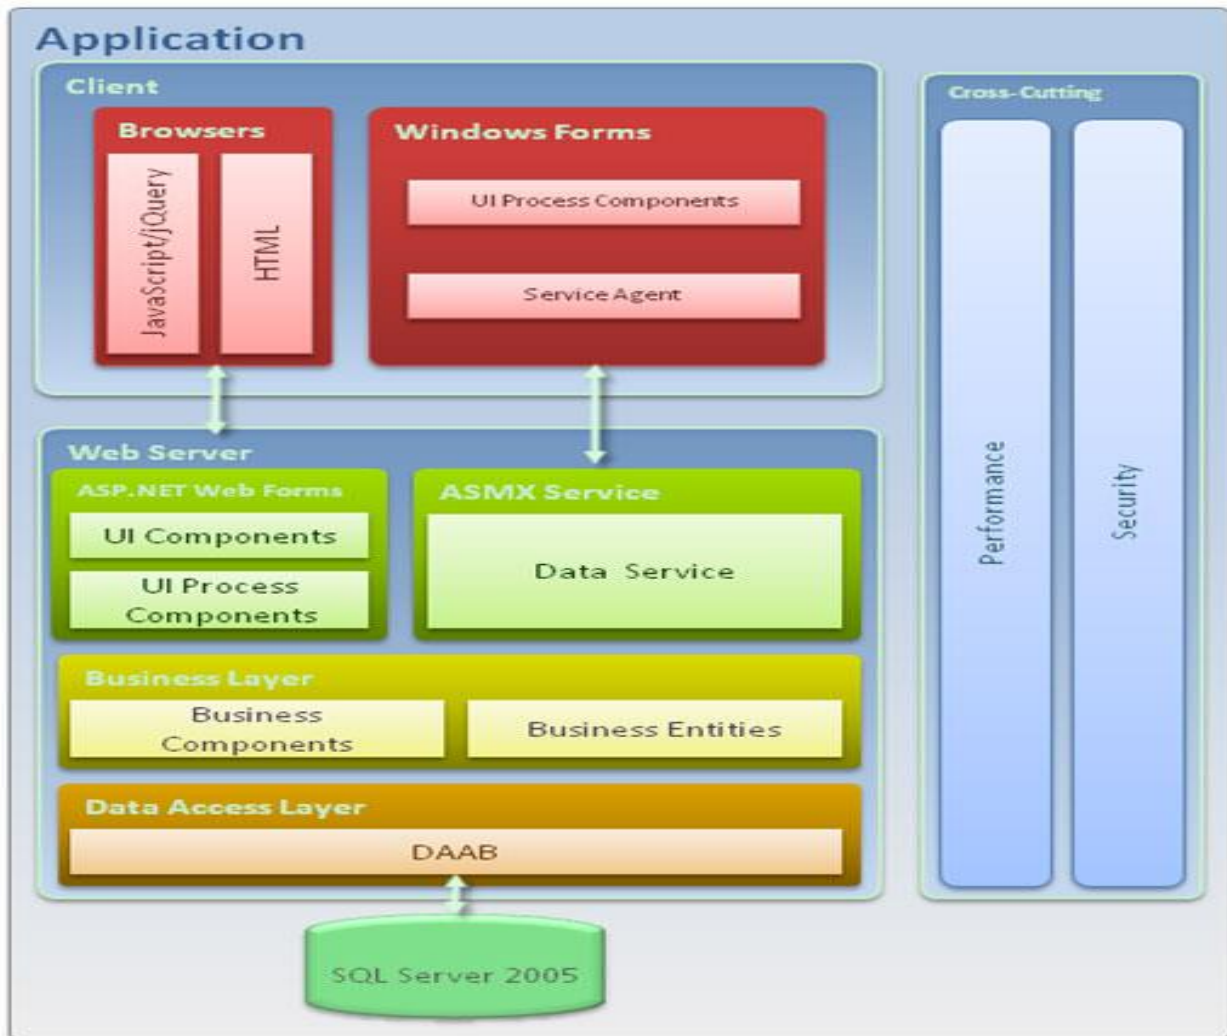 Application
Client
Browsers
JavaScript/jQuery
HTML
Windows Forms
UI Process Components
Service Agent
Cross-Cutting
Performance
Security
Web Server
ASP.NET Web Forms
UI Components
UI Process
Components
ASMX Service
Data Service
Business Layer
Business
Components
Business Entities
Data Access Layer
DAAB
SQL Server 2005